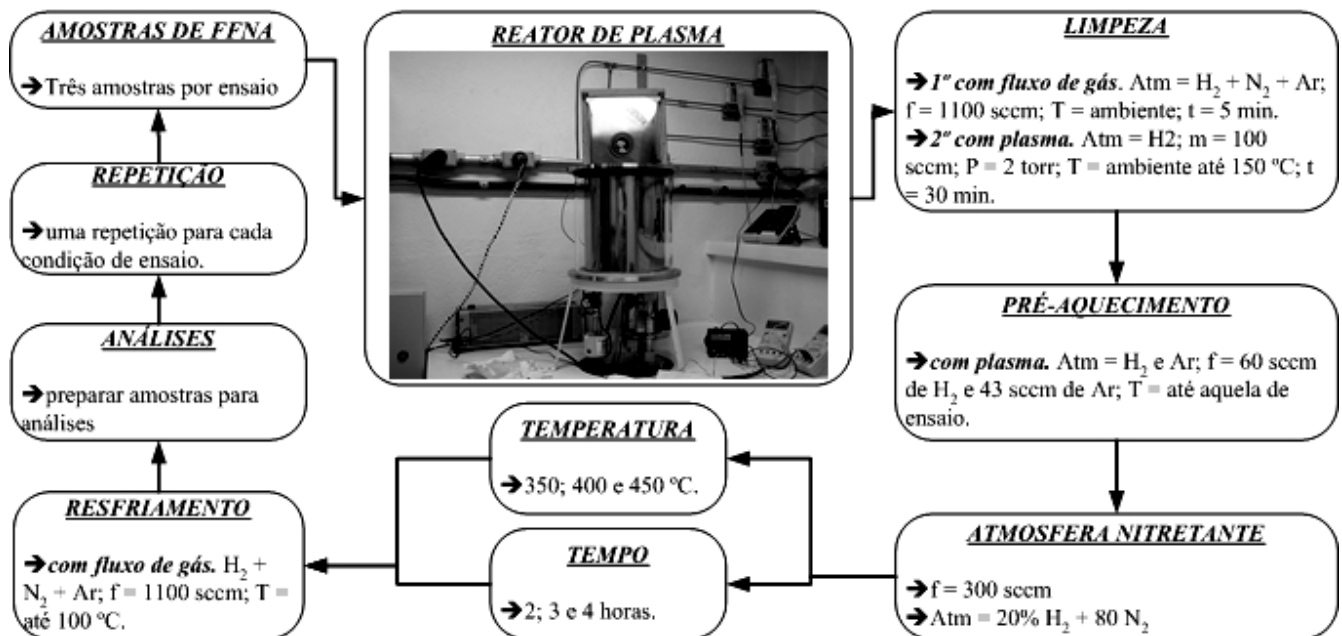 AMOSTRAS DE FFNA
➔Três amostras por ensaio
REATOR DE PLASMA
LIMPEZA
➔1º com fluxo de gás. Atm = H₂ + N₂ + Ar;
f = 1100 sccm; T = ambiente; t = 5 min.
➔2º com plasma. Atm = H2; m = 100
sccm; P = 2 torr; T = ambiente até 150 ºC; t
= 30 min.
PRÉ-AQUECIMENTO
➔com plasma. Atm = H₂ e Ar; f = 60 sccm
de H₂ e 43 sccm de Ar; T = até aquela de
ensaio.
ATMOSFERA NITRETANTE
➔f = 300 sccm
➔Atm = 20% H₂ + 80 N₂
TEMPERATURA
➔350; 400 e 450 ºC.
TEMPO
➔2; 3 e 4 horas.
RESFRIAMENTO
➔com fluxo de gás. H₂ +
N₂ + Ar; f = 1100 sccm; T =
até 100 ºC.
ANÁLISES
➔preparar amostras para
análises
REPETIÇÃO
➔uma repetição para cada
condição de ensaio.